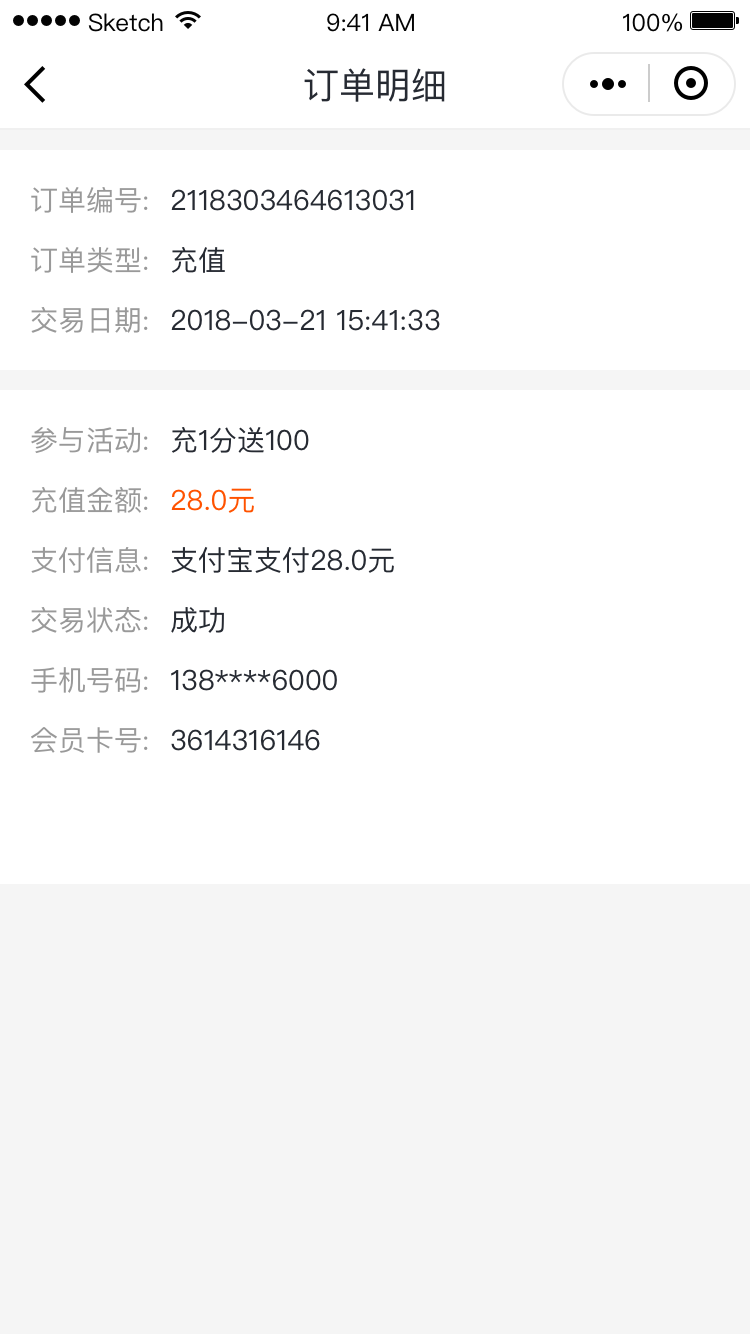 Sketch 9:41 AM 100%
订单明细
订单编号: 2118303464613031
订单类型: 充值
交易日期: 2018-03-21 15:41:33
参与活动: 充1分送100
充值金额: 28.0元
支付信息: 支付宝支付28.0元
交易状态: 成功
手机号码: 138****6000
会员卡号: 3614316146